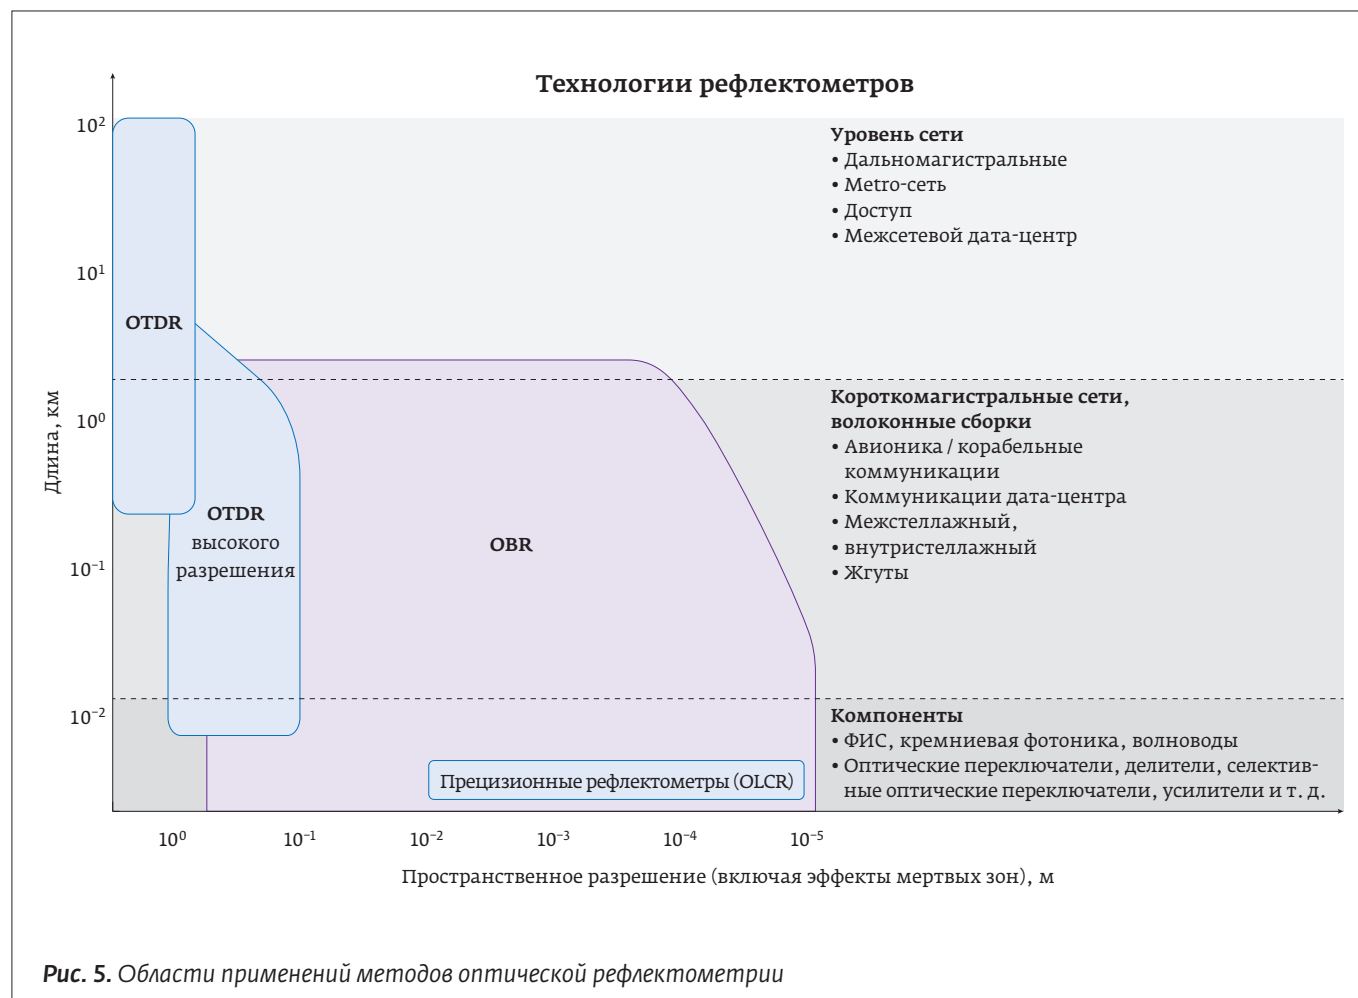 Технологии рефлектометров
10²
10¹
10⁰
10⁻¹
10⁻²
Длина, км
OTDR
OTDR
высокого
разрешения
OBR
Прецизионные рефлектометры (OLCR)
Уровень сети
• Дальномагистральные
• Metro-сеть
• Доступ
• Межсетевой дата-центр
Короткомагистральные сети,
волоконные сборки
• Авионика / корабельные
коммуникации
• Коммуникации дата-центра
• Межстеллажный,
• внутристеллажный
• Жгуты
Компоненты
• ФИС, кремниевая фотоника, волноводы
• Оптические переключатели, делители, селектив-
ные оптические переключатели, усилители и т. д.
10⁰ 10⁻¹ 10⁻² 10⁻³ 10⁻⁴ 10⁻⁵
Пространственное разрешение (включая эффекты мертвых зон), м
Рис. 5. Области применений методов оптической рефлектометрии